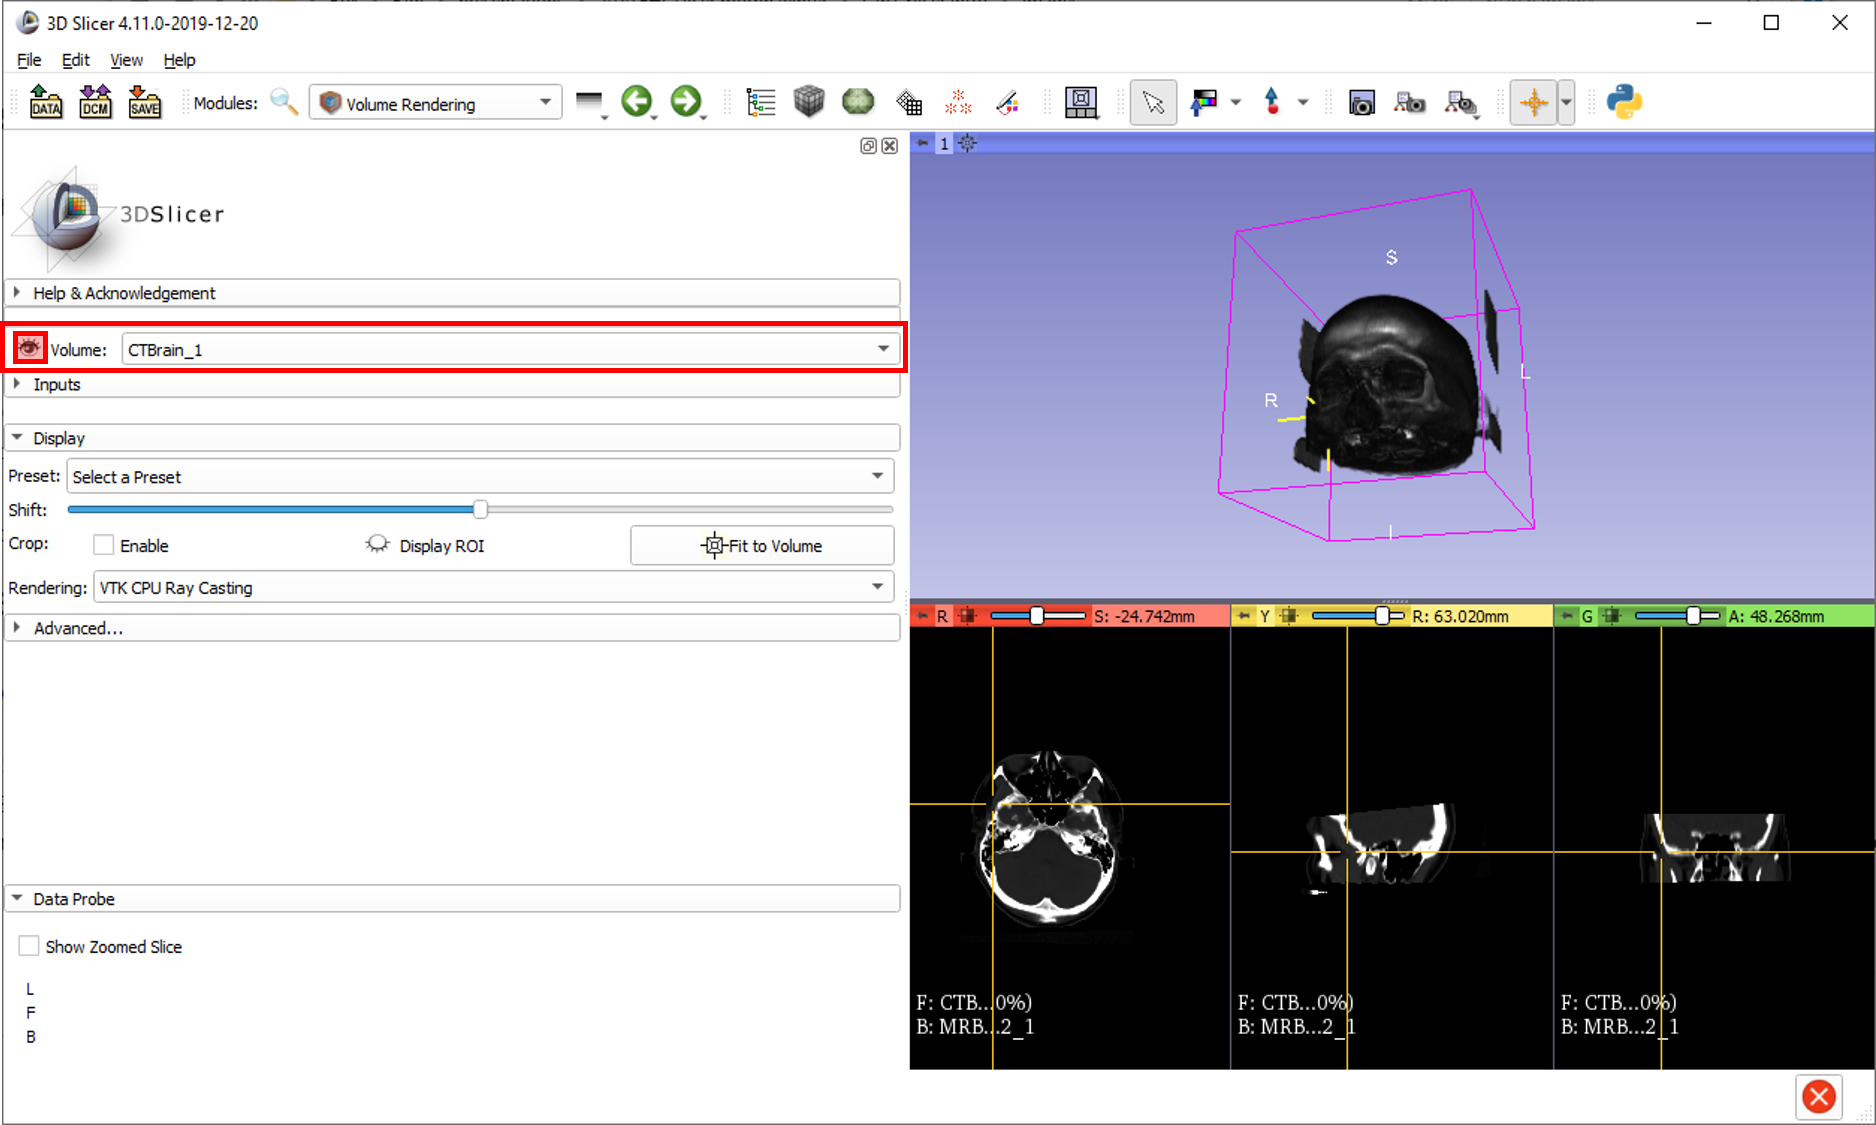 3D Slicer 4.11.0-2019-12-20
File Edit View Help
DATA DCM SAVE Modules: Volume Rendering
1
3DSlicer
Help & Acknowledgement
Volume: CTBrain_1
Inputs
Display
Preset: Select a Preset
Shift:
Crop: Enable Display ROI Fit to Volume
Rendering: VTK CPU Ray Casting
Advanced...
Data Probe
Show Zoomed Slice
L
F
B
S
R
L
I
R S: -24.742mm
Y R: 63.020mm
G A: 48.268mm
F: CTB...0%)
B: MRB...2_1
F: CTB...0%)
B: MRB...2_1
F: CTB...0%)
B: MRB...2_1